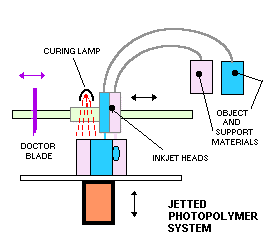 CURING LAMP
OBJECT
AND
SUPPORT
MATERIALS
DOCTOR
BLADE
INKJET HEADS
JETTED
PHOTOPOLYMER
SYSTEM